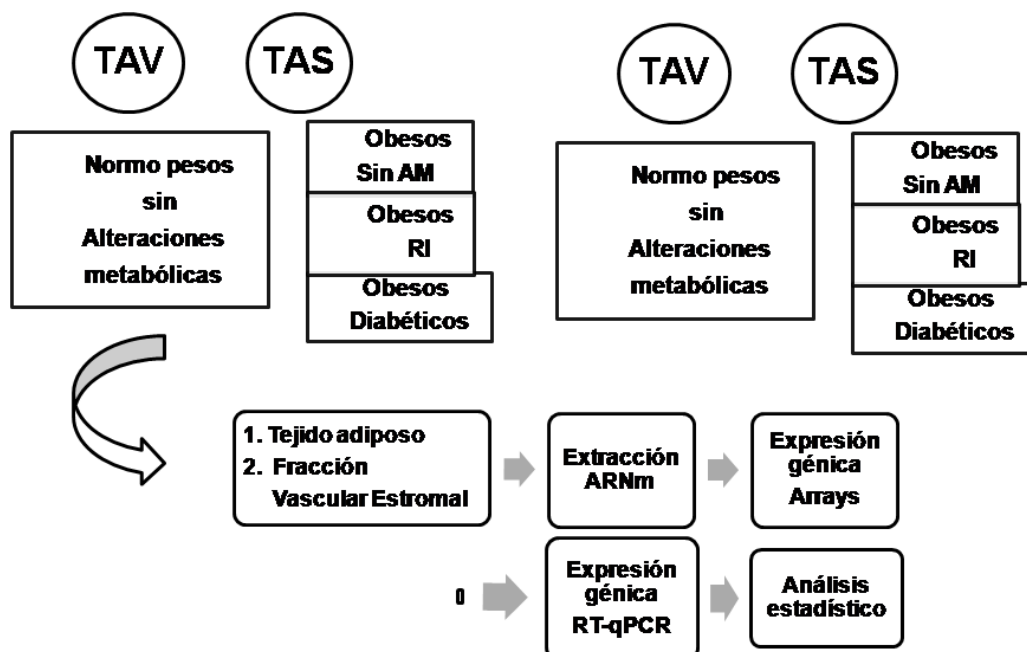 TAV
TAS
Normo pesos
sin
Alteraciones
metabólicas
Obesos
Sin AM
Obesos
RI
Obesos
Diabéticos
TAV
TAS
Normo pesos
sin
Alteraciones
metabólicas
Obesos
Sin AM
Obesos
RI
Obesos
Diabéticos
1. Tejido adiposo
2. Fracción
Vascular Estromal
Extracción
ARNm
Expresión
génica
Arrays
Expresión
génica
RT-qPCR
Análisis
estadístico